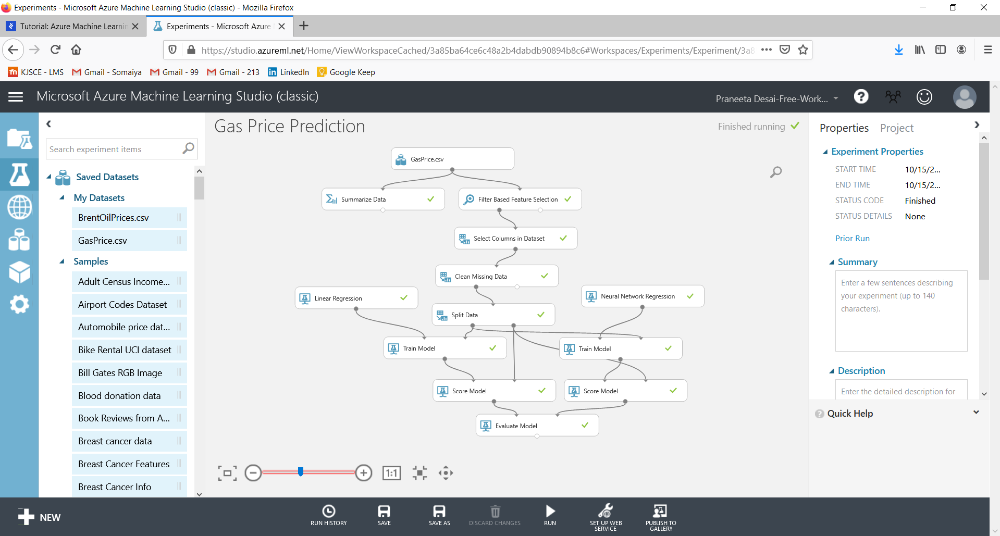 Experiments - Microsoft Azure Machine Learning Studio (classic) - Mozilla Firefox
Tutorial: Azure Machine Learnin
Experiments - Microsoft Azure
https://studio.azureml.net/Home/ViewWorkspaceCached/3a85ba64ce6c48a2b4dabdb90894b8c6#Workspaces/Experiments/Experiment/3a8
KJSCE - LMS
Gmail - Somaiya
Gmail - 99
Gmail - 213
LinkedIn
Google Keep
Microsoft Azure Machine Learning Studio (classic)
Praneeta Desai-Free-Work...
Search experiment items
Saved Datasets
My Datasets
BrentOilPrices.csv
GasPrice.csv
Samples
Adult Census Income...
Airport Codes Dataset
Automobile price dat...
Bike Rental UCI dataset
Bill Gates RGB Image
Blood donation data
Book Reviews from A...
Breast cancer data
Breast Cancer Features
Breast Cancer Info
Gas Price Prediction
Finished running
GasPrice.csv
Summarize Data
Filter Based Feature Selection
Select Columns in Dataset
Clean Missing Data
Linear Regression
Neural Network Regression
Split Data
Train Model
Train Model
Score Model
Score Model
Evaluate Model
1:1
Properties
Project
Experiment Properties
START TIME 10/15/2...
END TIME 10/15/2...
STATUS CODE Finished
STATUS DETAILS None
Prior Run
Summary
Enter a few sentences describing
your experiment (up to 140
characters).
Description
Enter the detailed description for
Quick Help
NEW
RUN HISTORY
SAVE
SAVE AS
DISCARD CHANGES
RUN
SET UP WEB
SERVICE
PUBLISH TO
GALLERY